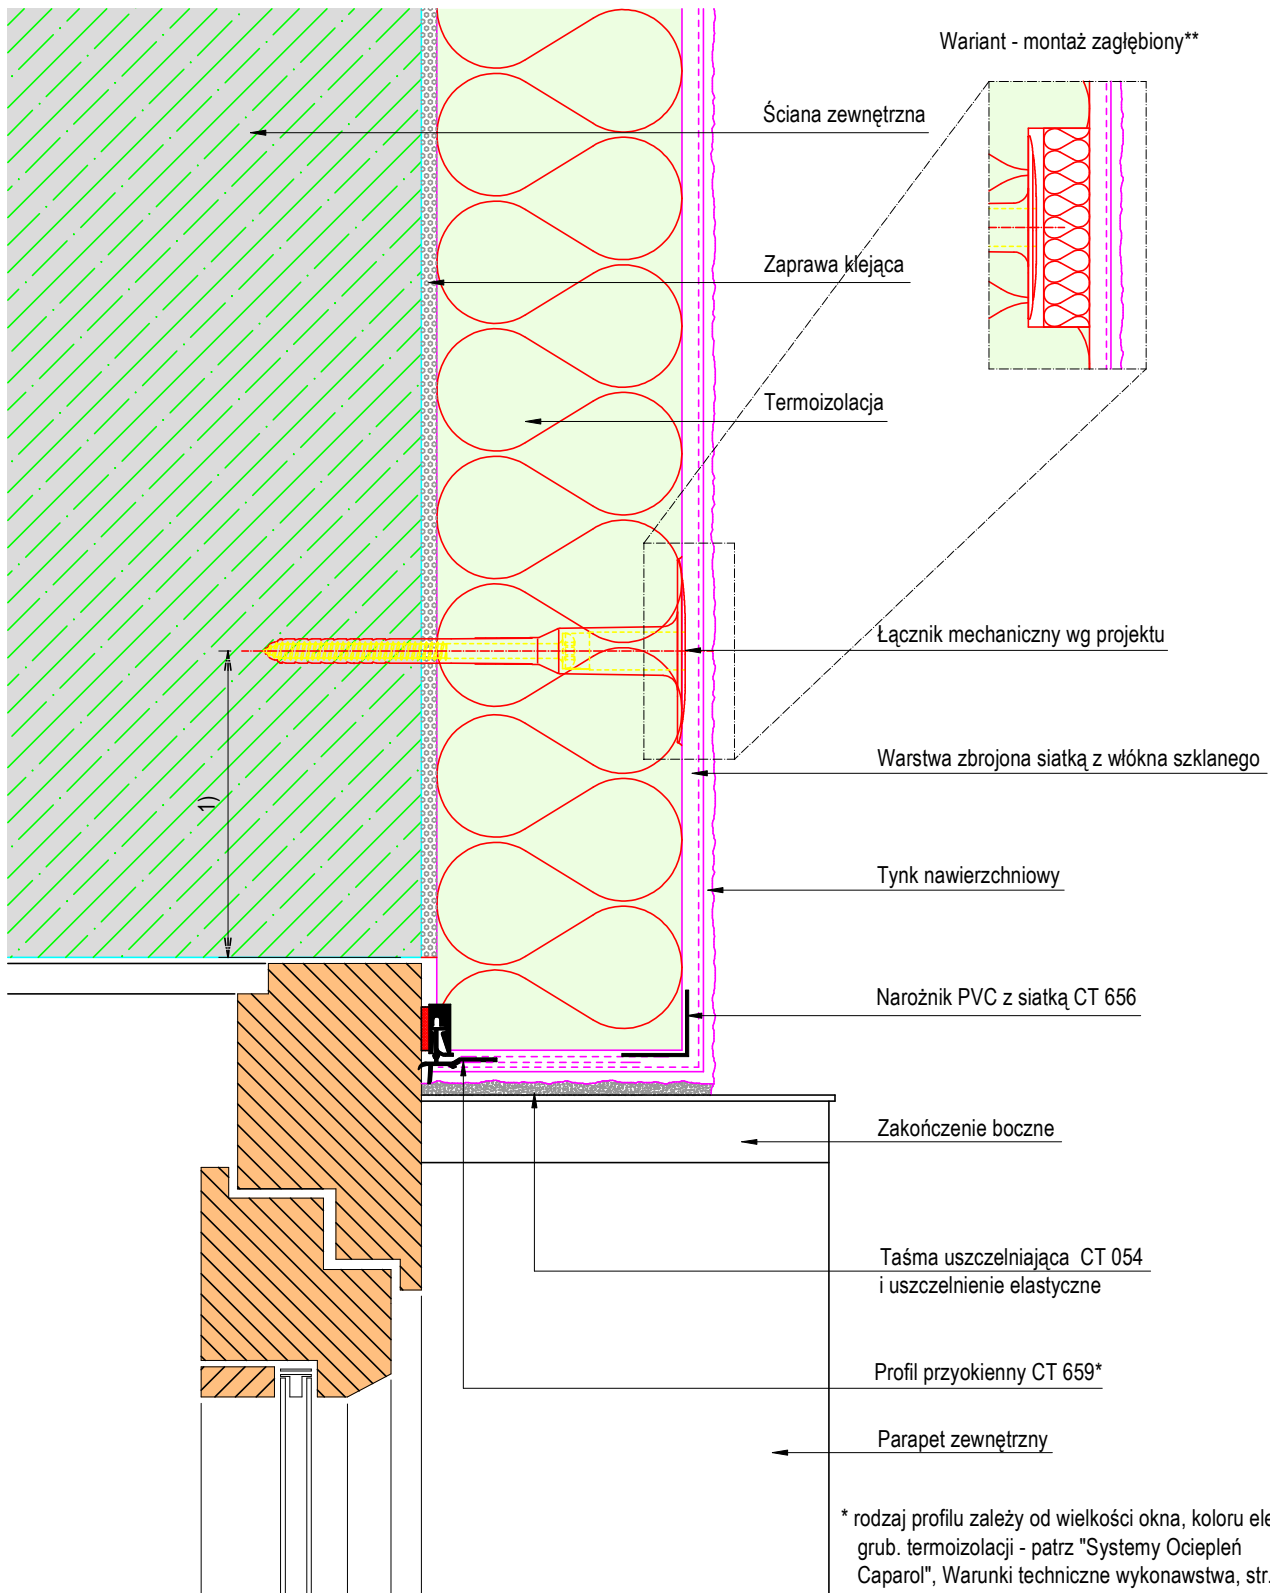 Wariant - montaż zagłębiony**
Ściana zewnętrzna
Zaprawa klejąca
Termoizolacja
Łącznik mechaniczny wg projektu
Warstwa zbrojona siatką z włókna szklanego
1)
Tynk nawierzchniowy
Narożnik PVC z siatką CT 656
Zakończenie boczne
Taśma uszczelniająca CT 054
i uszczelnienie elastyczne
Profil przyokienny CT 659*
Parapet zewnętrzny
* rodzaj profilu zależy od wielkości okna, koloru ele
grub. termoizolacji - patrz "Systemy Ociepleń
Caparol", Warunki techniczne wykonawstwa, str.